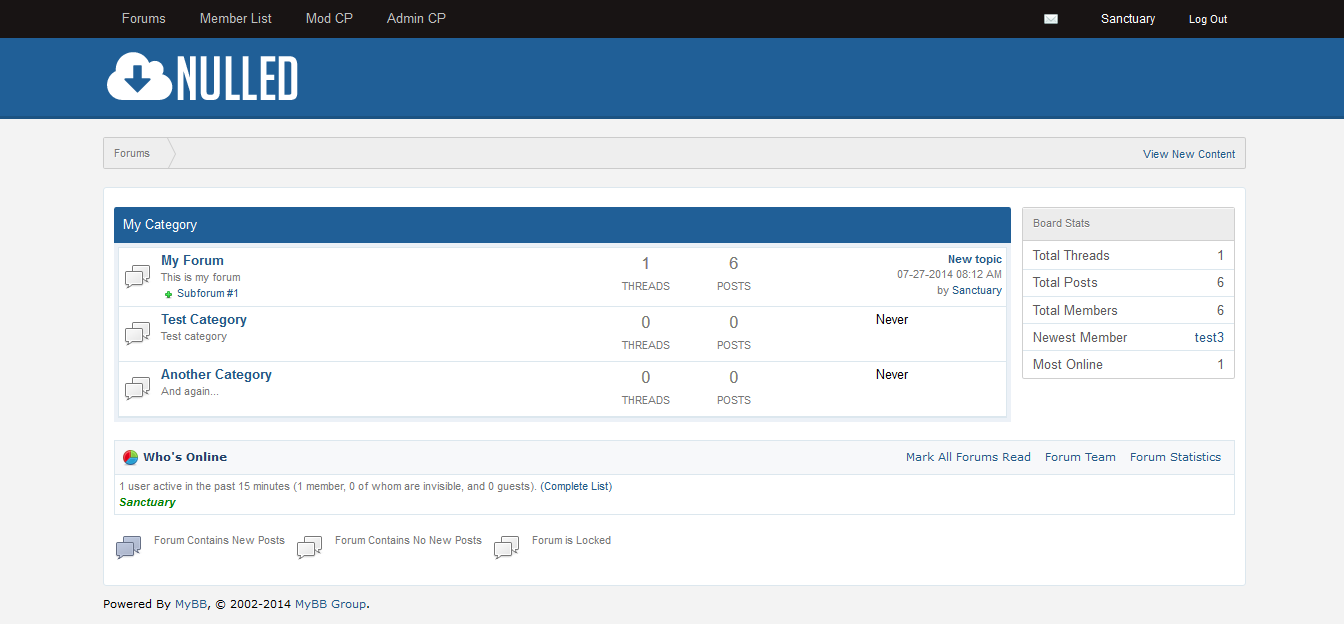 Forums Member List Mod CP Admin CP Sanctuary Log Out
NULLED
Forums View New Content
My Category
My Forum
This is my forum
Subforum #1
1
THREADS
6
POSTS
New topic
07-27-2014 08:12 AM
by Sanctuary
Test Category
Test category
0
THREADS
0
POSTS
Never
Another Category
And again...
0
THREADS
0
POSTS
Never
Board Stats
Total Threads 1
Total Posts 6
Total Members 6
Newest Member test3
Most Online 1
Who's Online Mark All Forums Read Forum Team Forum Statistics
1 user active in the past 15 minutes (1 member, 0 of whom are invisible, and 0 guests). (Complete List)
Sanctuary
Forum Contains New Posts Forum Contains No New Posts Forum is Locked
Powered By MyBB, © 2002-2014 MyBB Group.